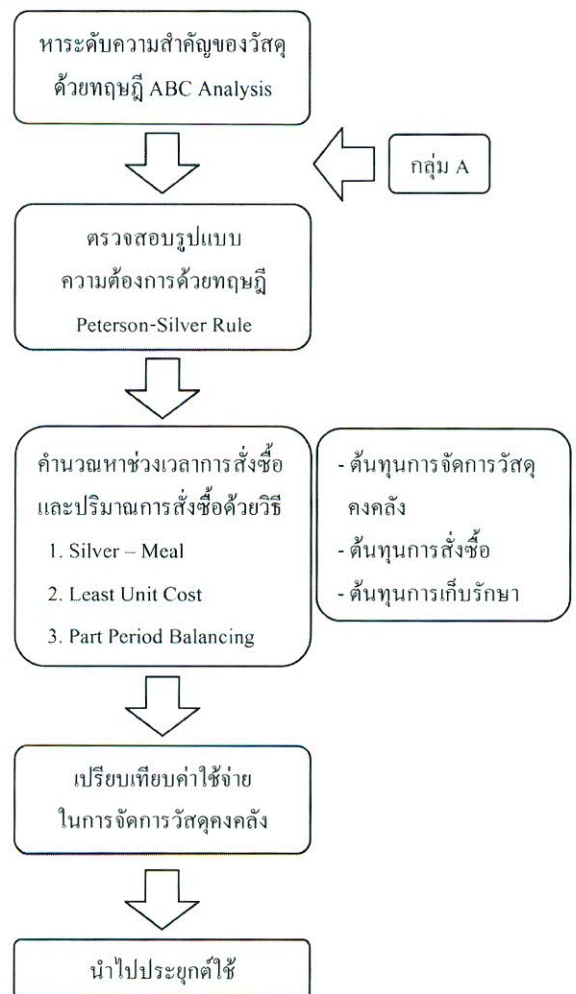 หาระดับความสำคัญของวัสดุ
ด้วยทฤษฎี ABC Analysis
กลุ่ม A
ตรวจสอบรูปแบบ
ความต้องการด้วยทฤษฎี
Peterson-Silver Rule
คำนวณหาช่วงเวลาการสั่งซื้อ
และปริมาณการสั่งซื้อด้วยวิธี
1. Silver – Meal
2. Least Unit Cost
3. Part Period Balancing
- ต้นทุนการจัดการวัสดุ
คงคลัง
- ต้นทุนการสั่งซื้อ
- ต้นทุนการเก็บรักษา
เปรียบเทียบค่าใช้จ่าย
ในการจัดการวัสดุคงคลัง
นำไปประยุกต์ใช้